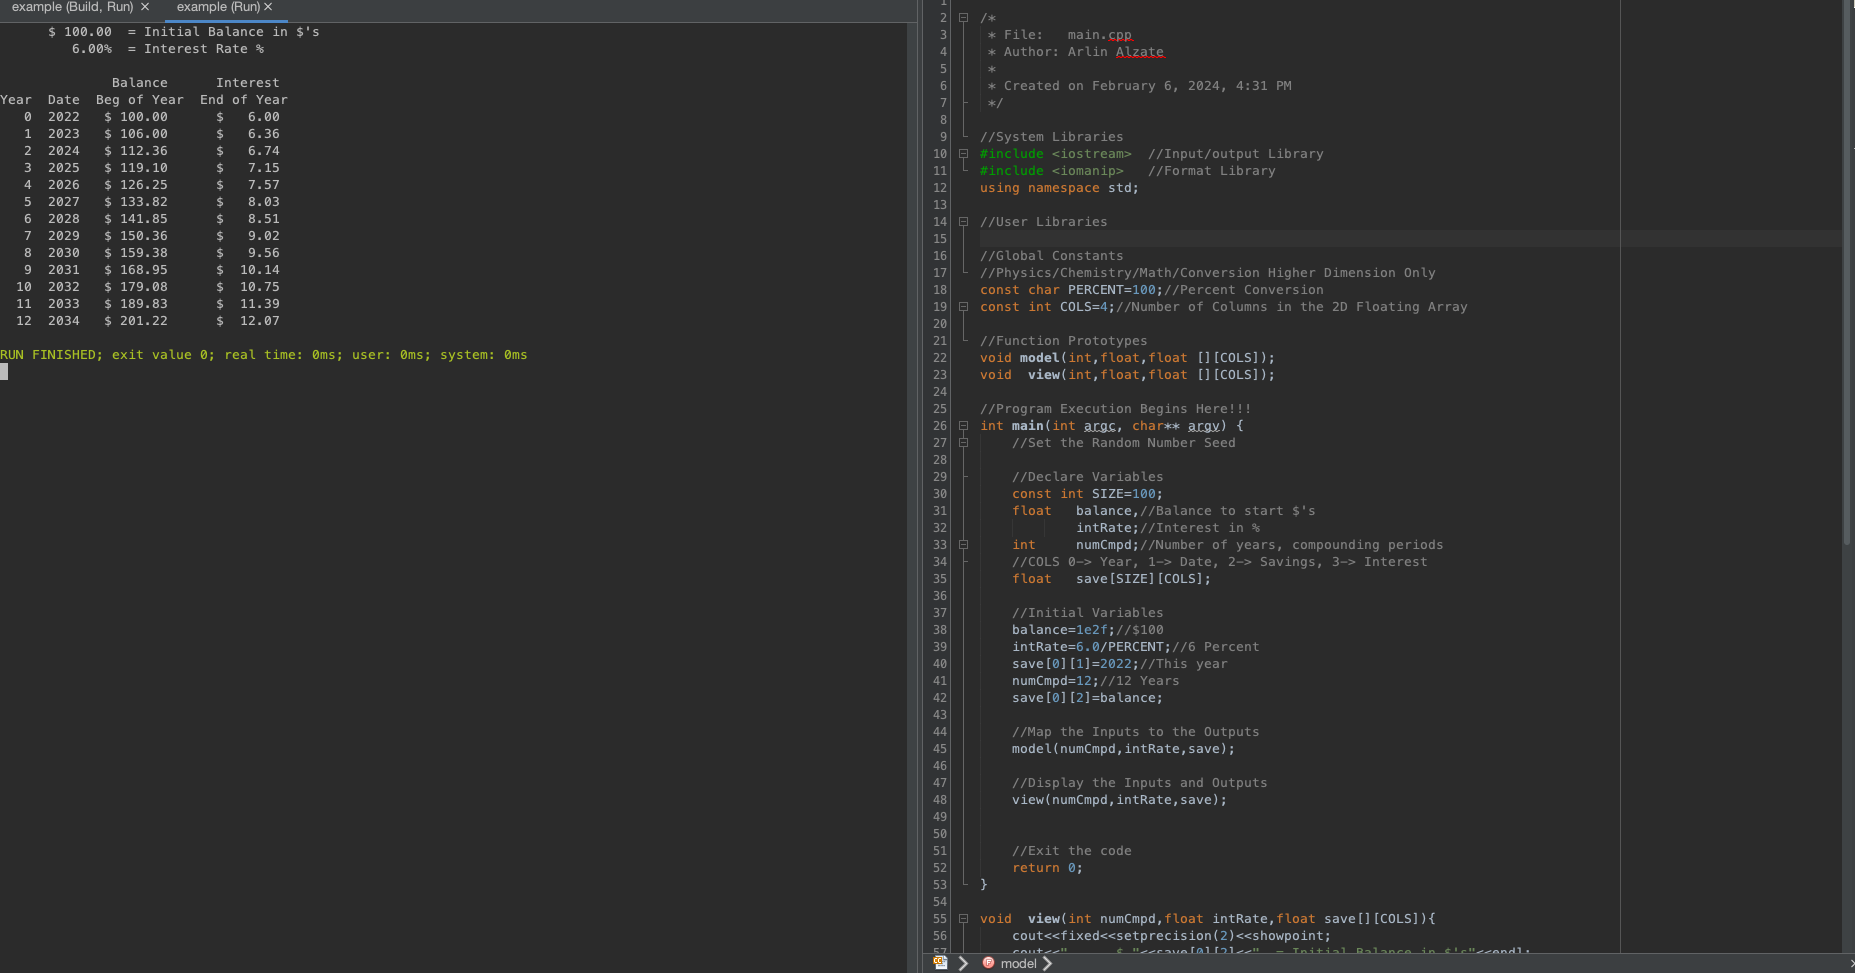 example (Build, Run) ×
example (Run) ×
$ 100.00 = Initial Balance in $'s
6.00% = Interest Rate %
Balance Interest
Year Date Beg of Year End of Year
0 2022 $ 100.00 $ 6.00
1 2023 $ 106.00 $ 6.36
2 2024 $ 112.36 $ 6.74
3 2025 $ 119.10 $ 7.15
4 2026 $ 126.25 $ 7.57
5 2027 $ 133.82 $ 8.03
6 2028 $ 141.85 $ 8.51
7 2029 $ 150.36 $ 9.02
8 2030 $ 159.38 $ 9.56
9 2031 $ 168.95 $ 10.14
10 2032 $ 179.08 $ 10.75
11 2033 $ 189.83 $ 11.39
12 2034 $ 201.22 $ 12.07
RUN FINISHED; exit value 0; real time: 0ms; user: 0ms; system: 0ms
1
2 /*
3 * File: main.cpp
4 * Author: Arlin Alzate
5 *
6 * Created on February 6, 2024, 4:31 PM
7 */
8
9 //System Libraries
10 #include <iostream> //Input/output Library
11 #include <iomanip> //Format Library
12 using namespace std;
13
14 //User Libraries
15
16 //Global Constants
17 //Physics/Chemistry/Math/Conversion Higher Dimension Only
18 const char PERCENT=100;//Percent Conversion
19 const int COLS=4;//Number of Columns in the 2D Floating Array
20
21 //Function Prototypes
22 void model(int,float,float [][COLS]);
23 void view(int,float,float [][COLS]);
24
25 //Program Execution Begins Here!!!
26 int main(int argc, char** argv) {
27 //Set the Random Number Seed
28
29 //Declare Variables
30 const int SIZE=100;
31 float balance,//Balance to start $'s
32 intRate;//Interest in %
33 int numCmpd;//Number of years, compounding periods
34 //COLS 0-> Year, 1-> Date, 2-> Savings, 3-> Interest
35 float save[SIZE][COLS];
36
37 //Initial Variables
38 balance=1e2f;//$100
39 intRate=6.0/PERCENT;//6 Percent
40 save[0][1]=2022;//This year
41 numCmpd=12;//12 Years
42 save[0][2]=balance;
43
44 //Map the Inputs to the Outputs
45 model(numCmpd,intRate,save);
46
47 //Display the Inputs and Outputs
48 view(numCmpd,intRate,save);
49
50
51 //Exit the code
52 return 0;
53 }
54
55 void view(int numCmpd,float intRate,float save[][COLS]){
56 cout<<fixed<<setprecision(2)<<showpoint;
57 cout<<" $ "<<save[0][2]<<" = Initial Balance in $'s"<<endl;
model